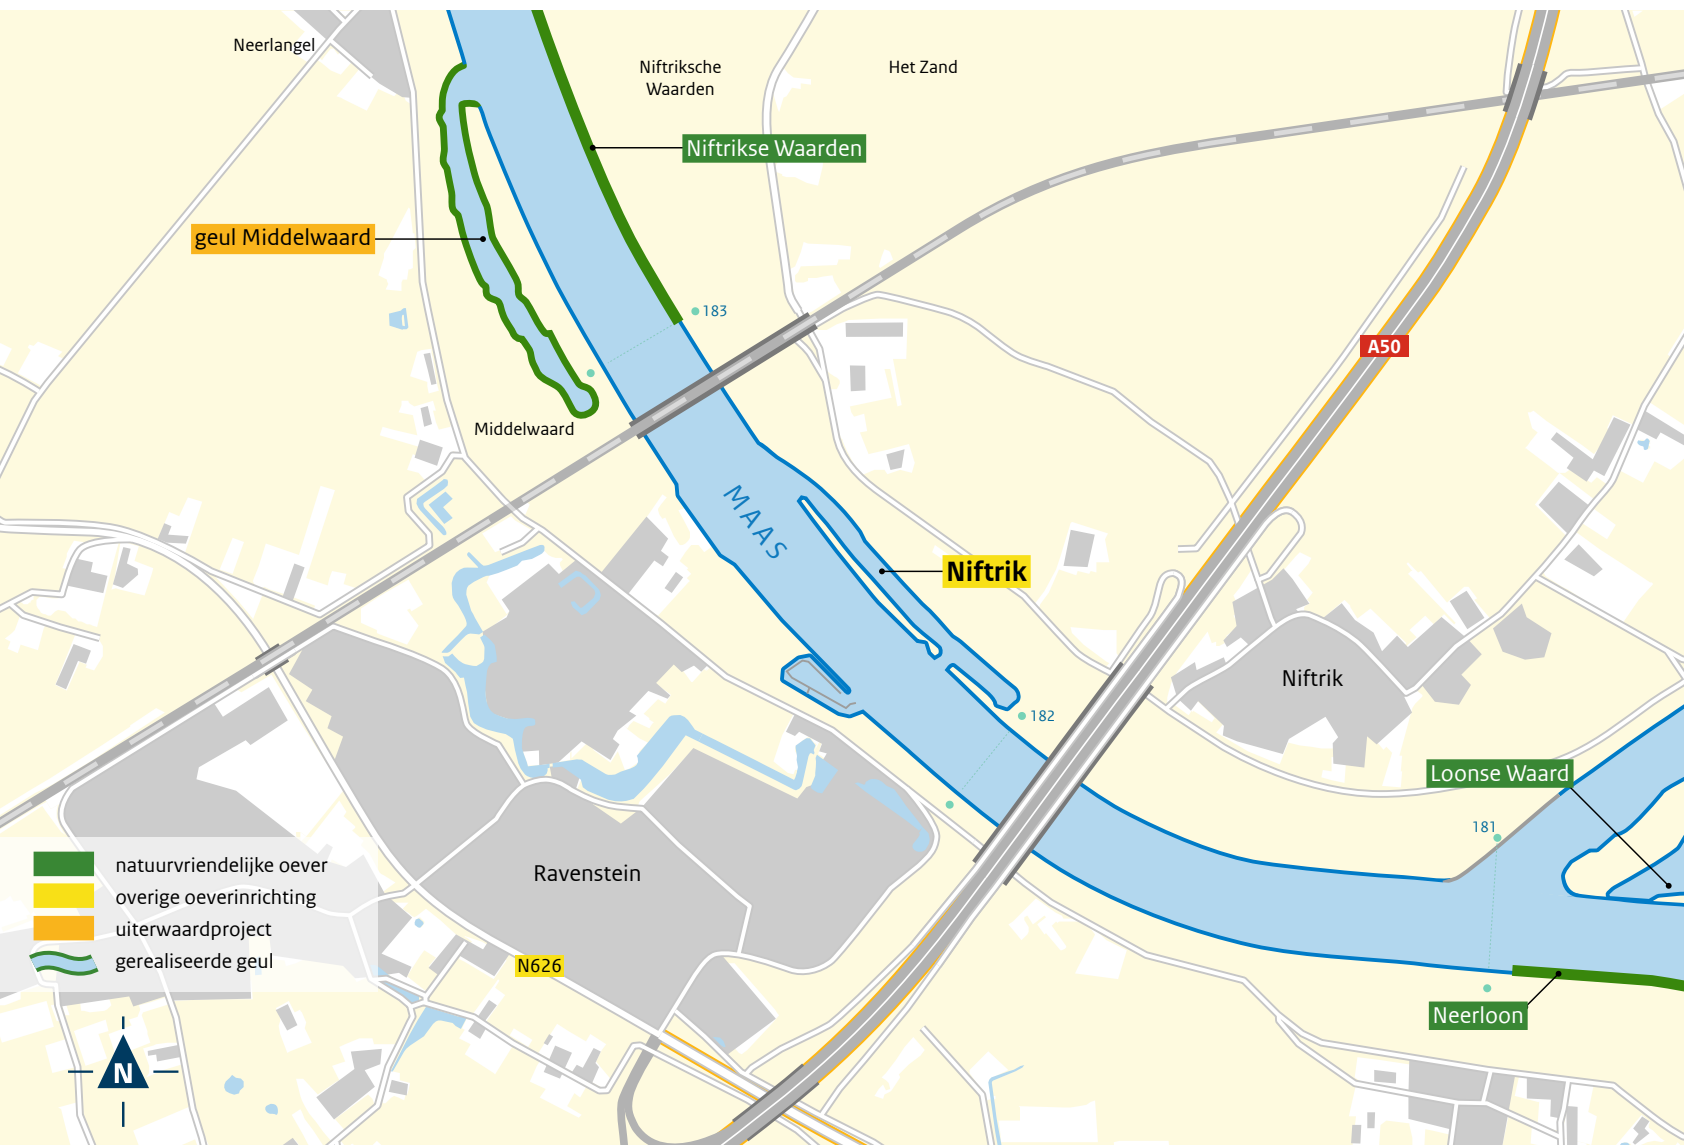 Neerlangel
Niftriksche
Waarden
Het Zand
Niftrikse Waarden
geul Middelwaard
183
A50
Middelwaard
MAAS
Niftrik
Niftrik
182
Loonse Waard
181
Ravenstein
natuurvriendelijke oever
overige oeverinrichting
uiterwaardproject
gerealiseerde geul
N626
Neerloon
N